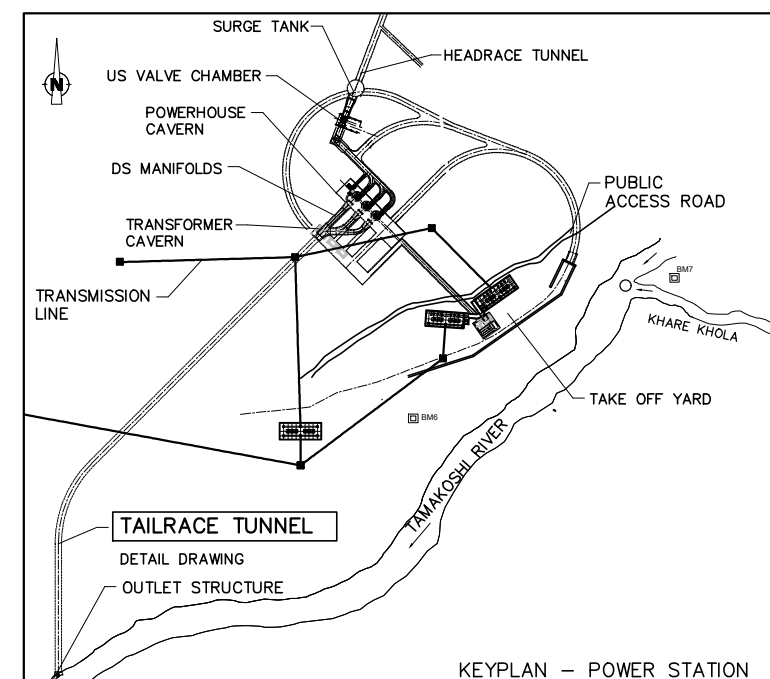 SURGE TANK
HEADRACE TUNNEL
US VALVE CHAMBER
POWERHOUSE
CAVERN
DS MANIFOLDS
PUBLIC
ACCESS ROAD
TRANSFORMER
CAVERN
N
BM7
TRANSMISSION
LINE
KHARE KHOLA
TAKE OFF YARD
BM6
TAMAKOSHI RIVER
TAILRACE TUNNEL
DETAIL DRAWING
OUTLET STRUCTURE
KEYPLAN – POWER STATION